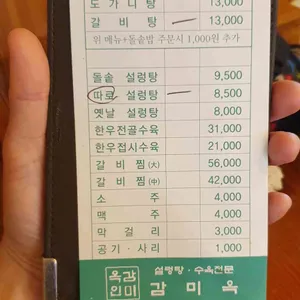 도 가 니 탕 13,000
갈 비 탕 13,000
위 메뉴+돌솥밥 주문시 1,000원 추가
돌솥 설렁탕 9,500
따로 설렁탕 8,500
옛날 설렁탕 8,000
한우전골수육 31,000
한우접시수육 21,000
갈 비 찜(大) 56,000
갈 비 찜(中) 42,000
소 주 4,000
맥 주 4,000
막 걸 리 3,000
공 기 · 사 리 1,000
설렁탕 · 수육전문
감 미 옥